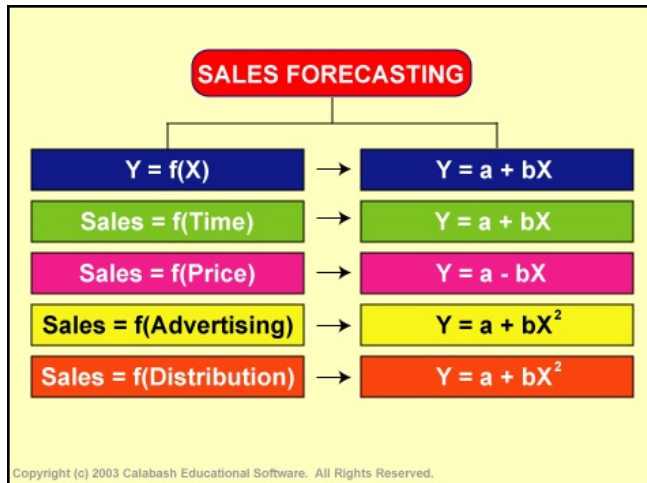 SALES FORECASTING
Y = f(X) → Y = a + bX
Sales = f(Time) → Y = a + bX
Sales = f(Price) → Y = a - bX
Sales = f(Advertising) → Y = a + bX²
Sales = f(Distribution) → Y = a + bX²
Copyright (c) 2003 Calabash Educational Software. All Rights Reserved.